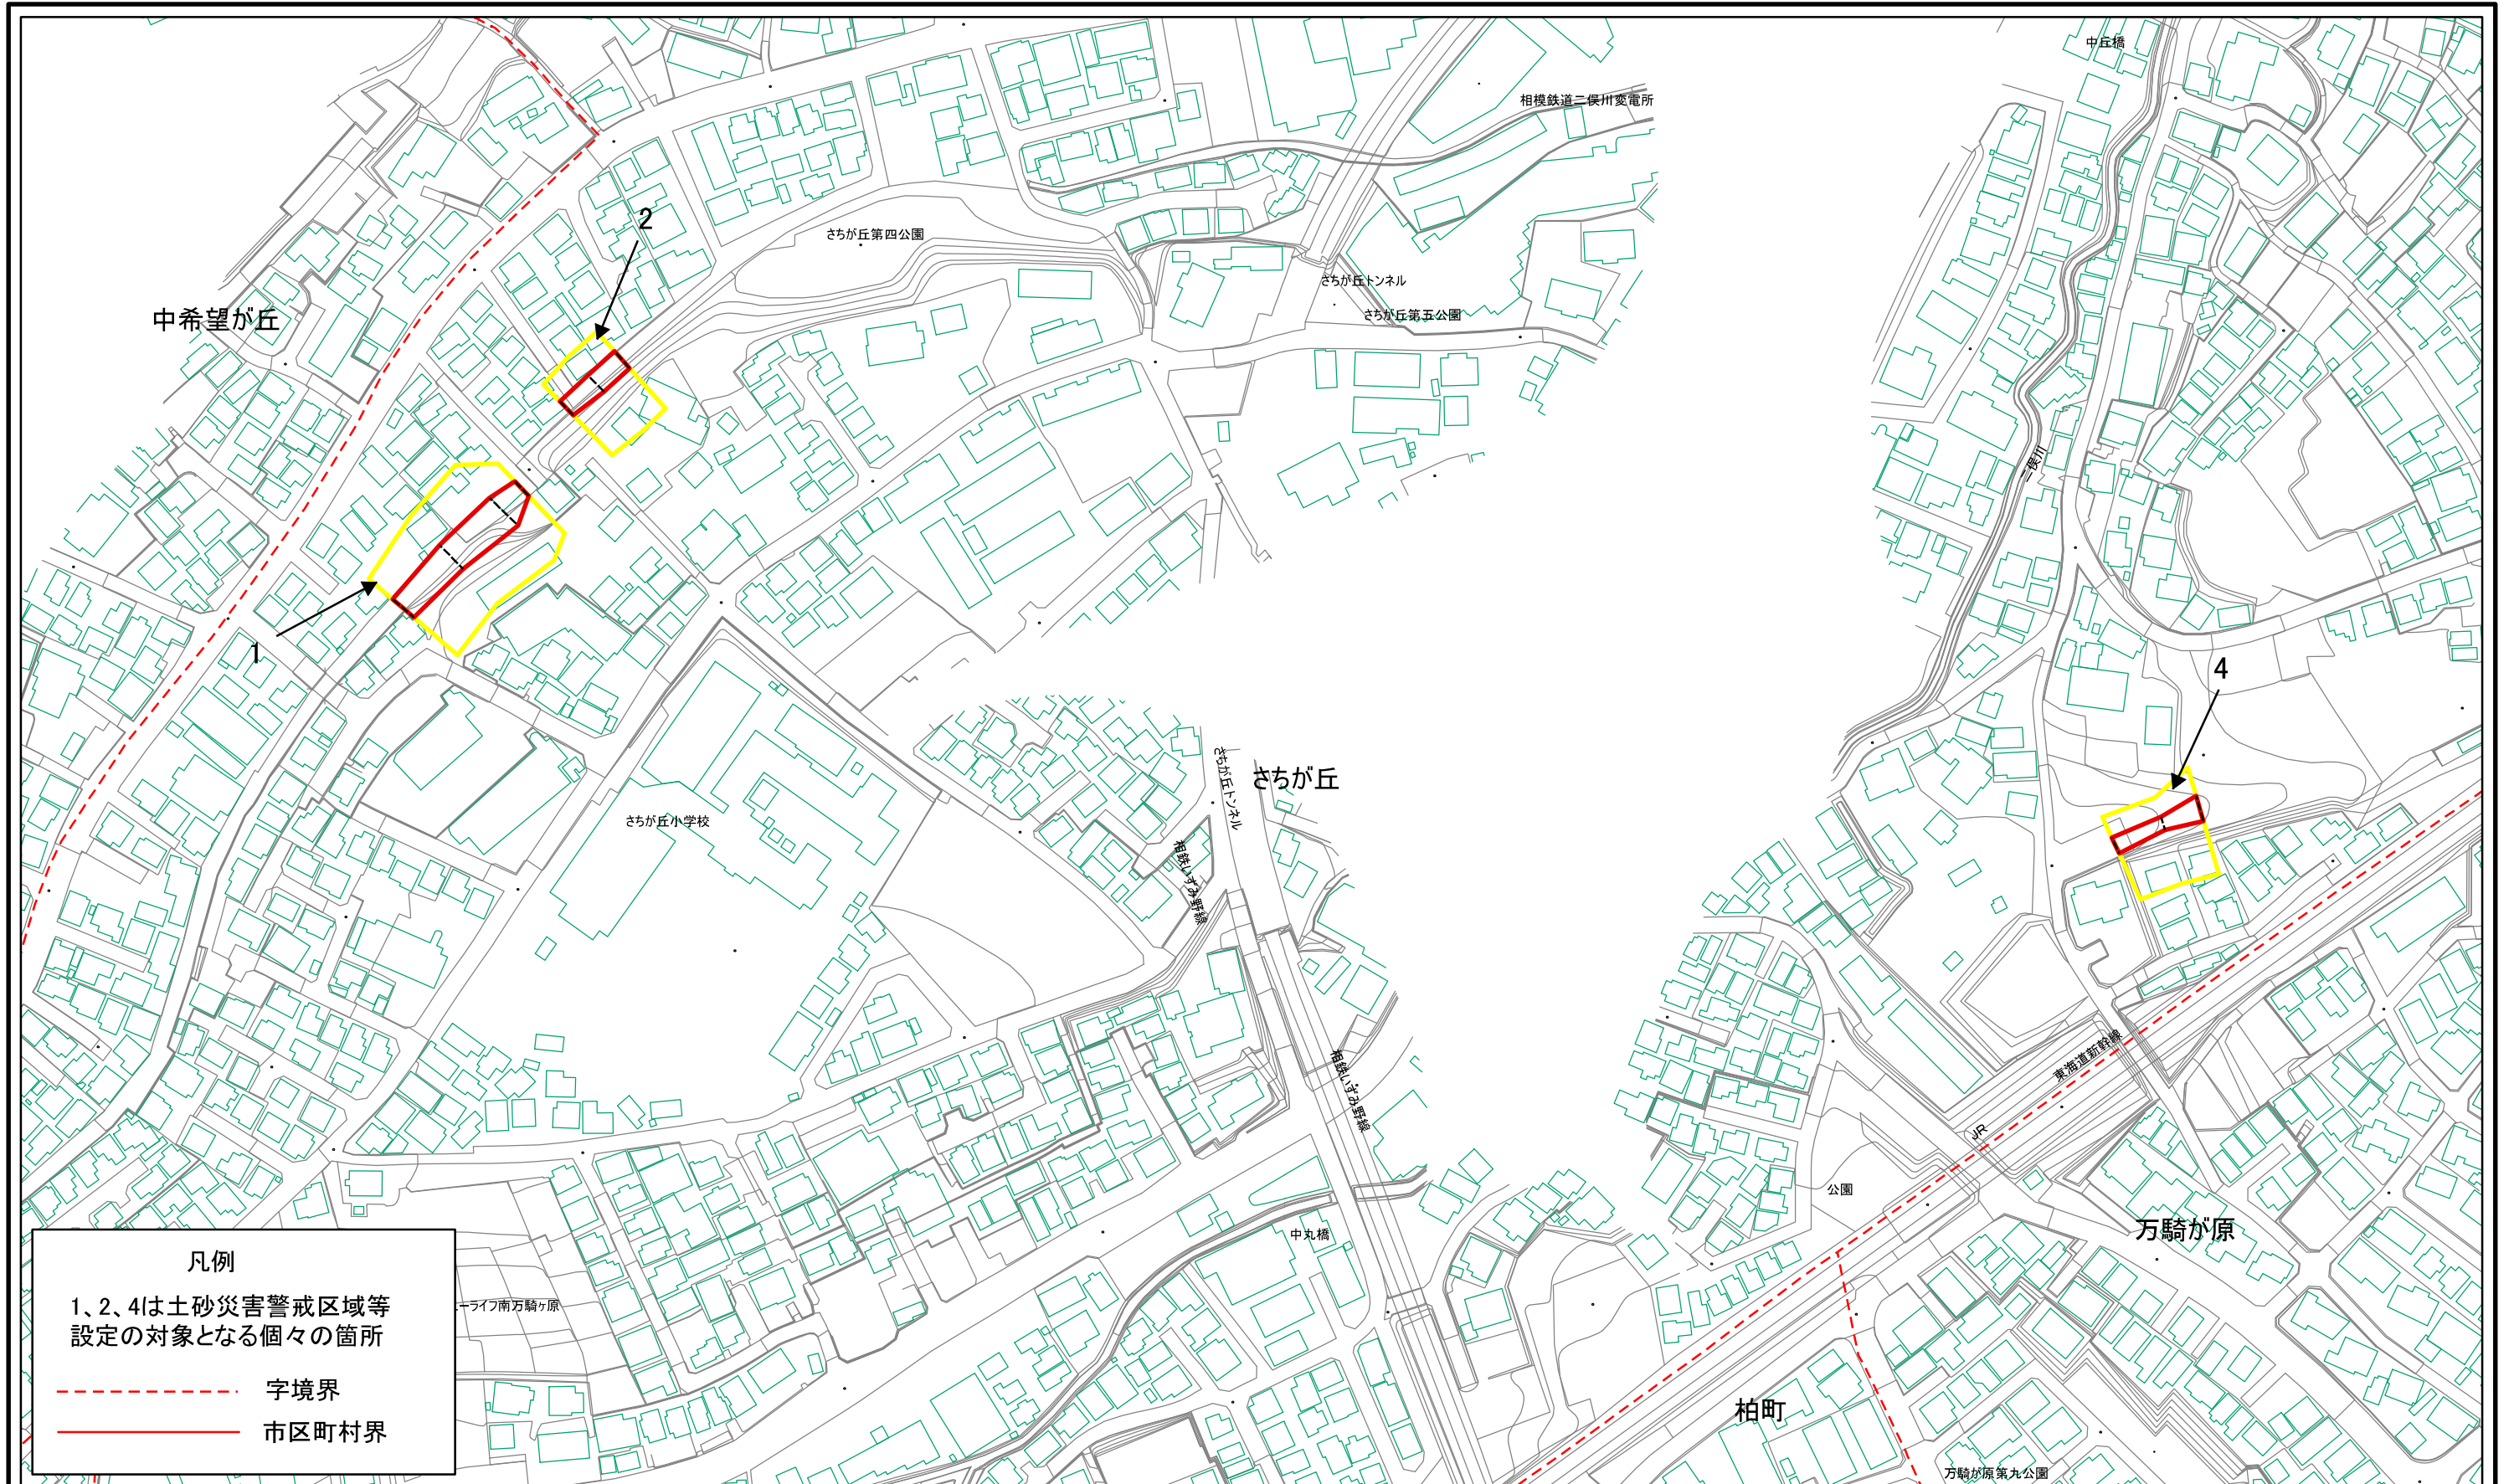 中丘橋
相模鉄道二俣川変電所
2
さちが丘第四公園
さちが丘トンネル
さちが丘第五公園
中希望が丘
二俣川
1
4
さちが丘トンネル
さちが丘
さちが丘小学校
相鉄いずみ野線
相鉄いずみ野線
東海道新幹線
JR
公園
万騎が原
中丸橋
ューライフ南万騎ヶ原
柏町
万騎が原第九公園
凡例
1、2、4は土砂災害警戒区域等
設定の対象となる個々の箇所
字境界
市区町村界